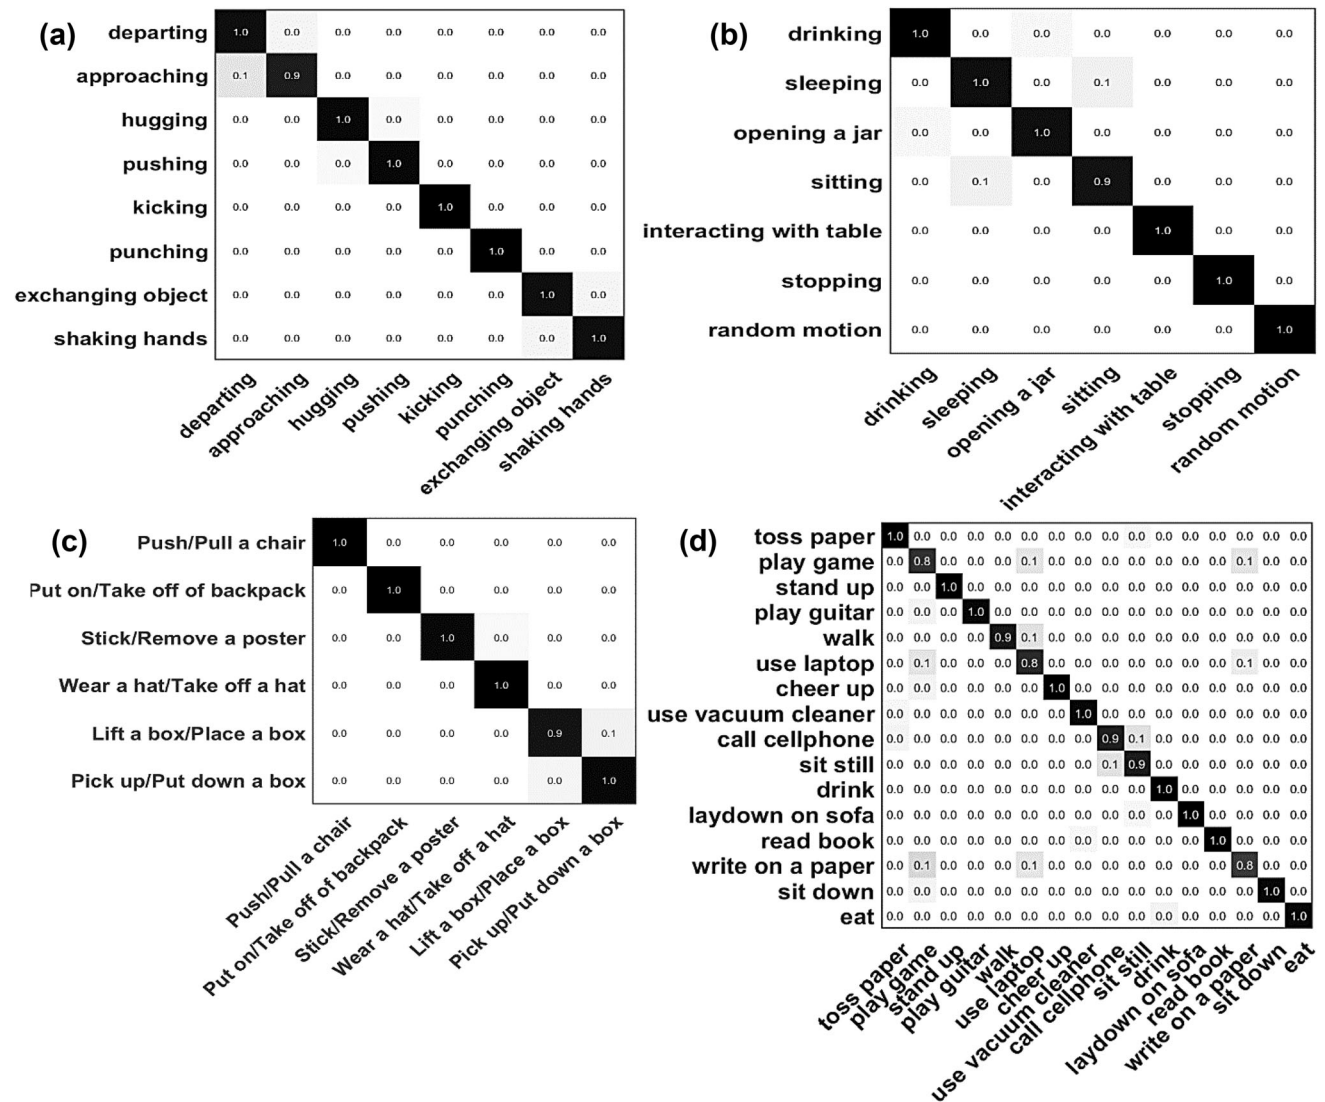 (a)
departing 1.0 0.0 0.0 0.0 0.0 0.0 0.0 0.0
approaching 0.1 0.9 0.0 0.0 0.0 0.0 0.0 0.0
hugging 0.0 0.0 1.0 0.0 0.0 0.0 0.0 0.0
pushing 0.0 0.0 0.0 1.0 0.0 0.0 0.0 0.0
kicking 0.0 0.0 0.0 0.0 1.0 0.0 0.0 0.0
punching 0.0 0.0 0.0 0.0 0.0 1.0 0.0 0.0
exchanging object 0.0 0.0 0.0 0.0 0.0 0.0 1.0 0.0
shaking hands 0.0 0.0 0.0 0.0 0.0 0.0 0.0 1.0
departing
approaching
hugging
pushing
kicking
punching
exchanging object
shaking hands
(b)
drinking 1.0 0.0 0.0 0.0 0.0 0.0 0.0
sleeping 0.0 1.0 0.0 0.1 0.0 0.0 0.0
opening a jar 0.0 0.0 1.0 0.0 0.0 0.0 0.0
sitting 0.0 0.1 0.0 0.9 0.0 0.0 0.0
interacting with table 0.0 0.0 0.0 0.0 1.0 0.0 0.0
stopping 0.0 0.0 0.0 0.0 0.0 1.0 0.0
random motion 0.0 0.0 0.0 0.0 0.0 0.0 1.0
drinking
sleeping
opening a jar
sitting
interacting with table
stopping
random motion
(c)
Push/Pull a chair 1.0 0.0 0.0 0.0 0.0 0.0
Put on/Take off of backpack 0.0 1.0 0.0 0.0 0.0 0.0
Stick/Remove a poster 0.0 0.0 1.0 0.0 0.0 0.0
Wear a hat/Take off a hat 0.0 0.0 0.0 1.0 0.0 0.0
Lift a box/Place a box 0.0 0.0 0.0 0.0 0.9 0.1
Pick up/Put down a box 0.0 0.0 0.0 0.0 0.0 1.0
Push/Pull a chair
Put on/Take off of backpack
Stick/Remove a poster
Wear a hat/Take off a hat
Lift a box/Place a box
Pick up/Put down a box
(d)
toss paper 1.0 0.0 0.0 0.0 0.0 0.0 0.0 0.0 0.0 0.0 0.0 0.0 0.0 0.0 0.0 0.0
play game 0.0 0.8 0.0 0.0 0.0 0.1 0.0 0.0 0.0 0.0 0.0 0.0 0.0 0.1 0.0 0.0
stand up 0.0 0.0 1.0 0.0 0.0 0.0 0.0 0.0 0.0 0.0 0.0 0.0 0.0 0.0 0.0 0.0
play guitar 0.0 0.0 0.0 1.0 0.0 0.0 0.0 0.0 0.0 0.0 0.0 0.0 0.0 0.0 0.0 0.0
walk 0.0 0.0 0.0 0.0 0.9 0.1 0.0 0.0 0.0 0.0 0.0 0.0 0.0 0.0 0.0 0.0
use laptop 0.0 0.1 0.0 0.0 0.0 0.8 0.0 0.0 0.0 0.0 0.0 0.0 0.0 0.1 0.0 0.0
cheer up 0.0 0.0 0.0 0.0 0.0 0.0 1.0 0.0 0.0 0.0 0.0 0.0 0.0 0.0 0.0 0.0
use vacuum cleaner 0.0 0.0 0.0 0.0 0.0 0.0 0.0 1.0 0.0 0.0 0.0 0.0 0.0 0.0 0.0 0.0
call cellphone 0.0 0.0 0.0 0.0 0.0 0.0 0.0 0.0 0.9 0.1 0.0 0.0 0.0 0.0 0.0 0.0
sit still 0.0 0.0 0.0 0.0 0.0 0.0 0.0 0.0 0.1 0.9 0.0 0.0 0.0 0.0 0.0 0.0
drink 0.0 0.0 0.0 0.0 0.0 0.0 0.0 0.0 0.0 0.0 1.0 0.0 0.0 0.0 0.0 0.0
laydown on sofa 0.0 0.0 0.0 0.0 0.0 0.0 0.0 0.0 0.0 0.0 0.0 1.0 0.0 0.0 0.0 0.0
read book 0.0 0.0 0.0 0.0 0.0 0.0 0.0 0.0 0.0 0.0 0.0 0.0 1.0 0.0 0.0 0.0
write on a paper 0.0 0.1 0.0 0.0 0.0 0.1 0.0 0.0 0.0 0.0 0.0 0.0 0.0 0.8 0.0 0.0
sit down 0.0 0.0 0.0 0.0 0.0 0.0 0.0 0.0 0.0 0.0 0.0 0.0 0.0 0.0 1.0 0.0
eat 0.0 0.0 0.0 0.0 0.0 0.0 0.0 0.0 0.0 0.0 0.0 0.0 0.0 0.0 0.0 1.0
toss paper
play game
stand up
play guitar
walk
use laptop
cheer up
use vacuum cleaner
call cellphone
sit still
drink
laydown on sofa
read book
write on a paper
sit down
eat